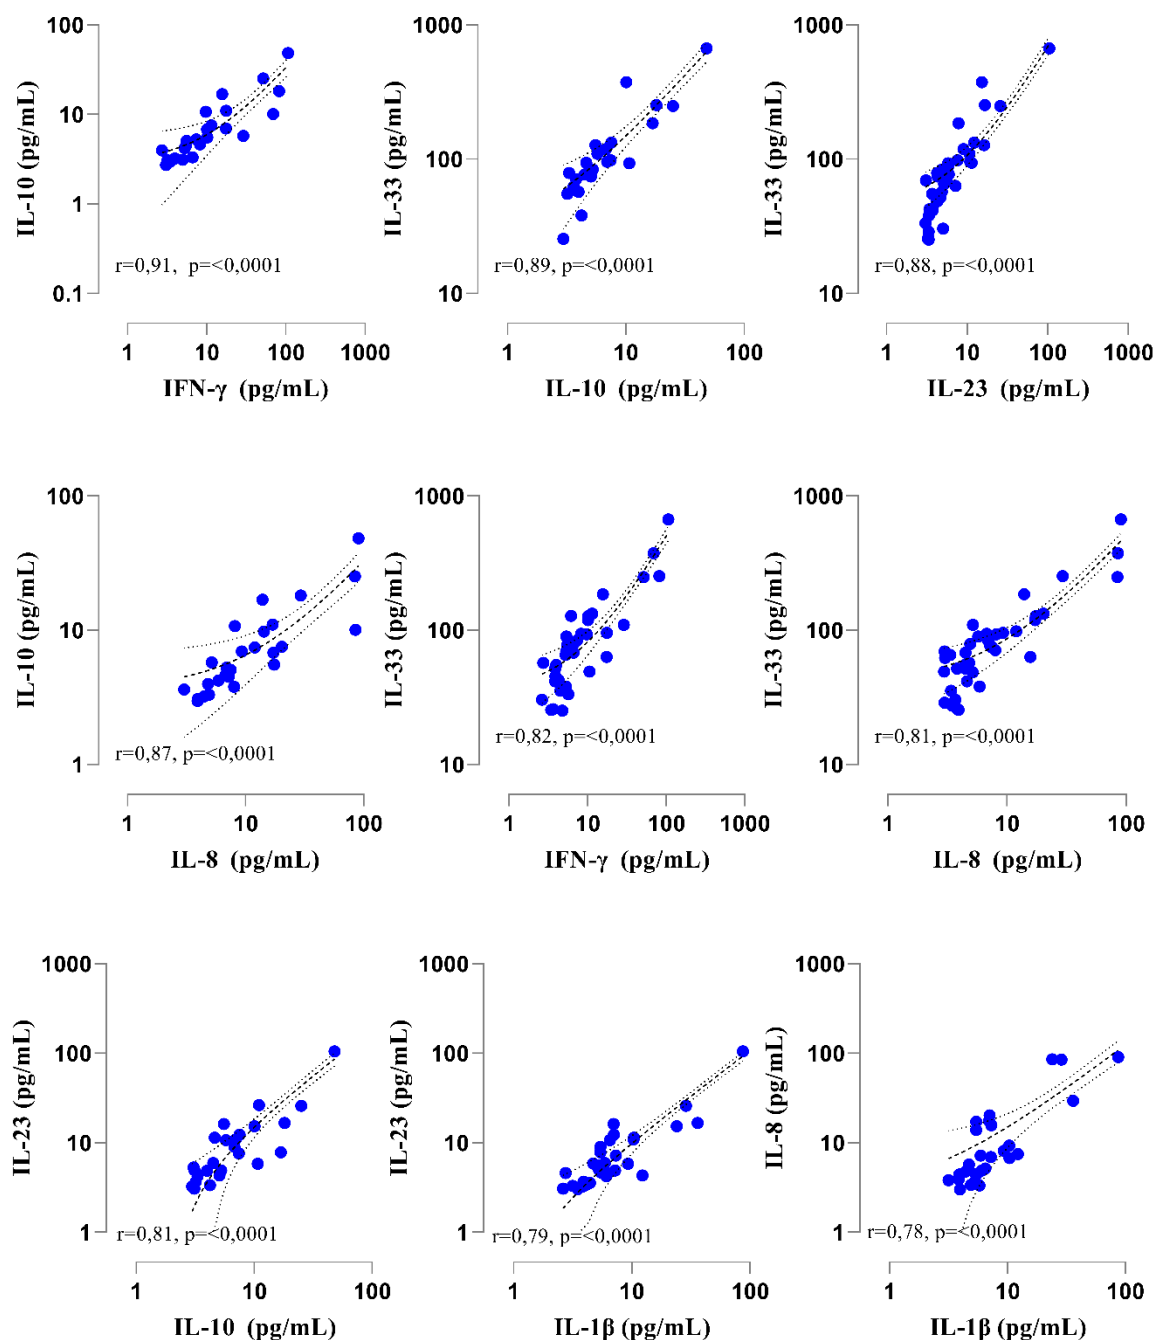 100
10
1
0.1
IL-10 (pg/mL)
r=0,91, p=<0,0001
1 10 100 1000
IFN-γ (pg/mL)
1000
100
10
IL-33 (pg/mL)
r=0,89, p=<0,0001
1 10 100
IL-10 (pg/mL)
1000
100
10
IL-33 (pg/mL)
r=0,88, p=<0,0001
1 10 100 1000
IL-23 (pg/mL)
100
10
1
IL-10 (pg/mL)
r=0,87, p=<0,0001
1 10 100
IL-8 (pg/mL)
1000
100
10
IL-33 (pg/mL)
r=0,82, p=<0,0001
1 10 100 1000
IFN-γ (pg/mL)
1000
100
10
IL-33 (pg/mL)
r=0,81, p=<0,0001
1 10 100
IL-8 (pg/mL)
1000
100
10
1
IL-23 (pg/mL)
r=0,81, p=<0,0001
1 10 100
IL-10 (pg/mL)
1000
100
10
1
IL-23 (pg/mL)
r=0,79, p=<0,0001
1 10 100
IL-1β (pg/mL)
1000
100
10
1
IL-8 (pg/mL)
r=0,78, p=<0,0001
1 10 100
IL-1β (pg/mL)